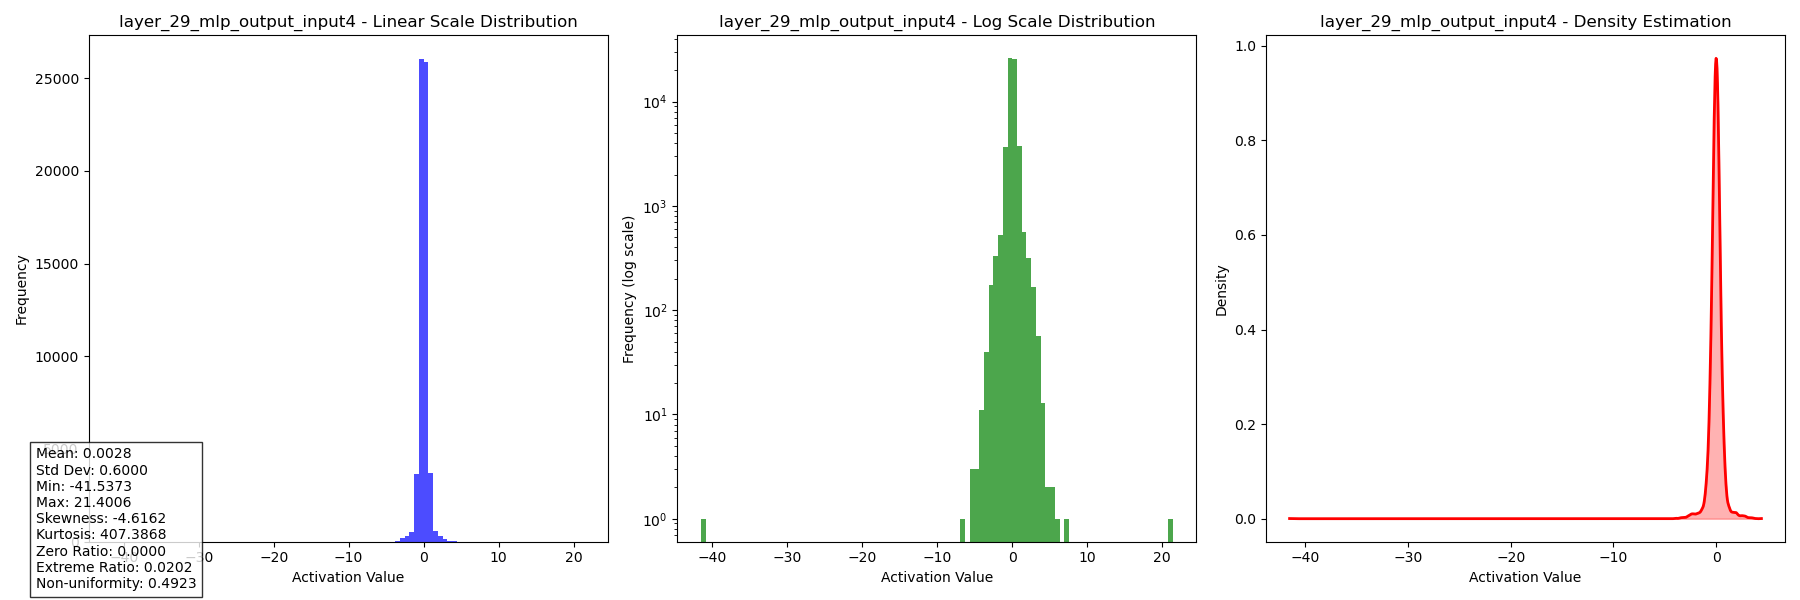 layer_29_mlp_output_input4 - Linear Scale Distribution
25000
20000
15000
10000
5000
0
Frequency
−40
−30
−20
−10
0
10
20
Activation Value
Mean: 0.0028
Std Dev: 0.6000
Min: -41.5373
Max: 21.4006
Skewness: -4.6162
Kurtosis: 407.3868
Zero Ratio: 0.0000
Extreme Ratio: 0.0202
Non-uniformity: 0.4923
layer_29_mlp_output_input4 - Log Scale Distribution
10^4
10^3
10^2
10^1
10^0
Frequency (log scale)
−40
−30
−20
−10
0
10
20
Activation Value
layer_29_mlp_output_input4 - Density Estimation
1.0
0.8
0.6
0.4
0.2
0.0
Density
−40
−30
−20
−10
0
Activation Value